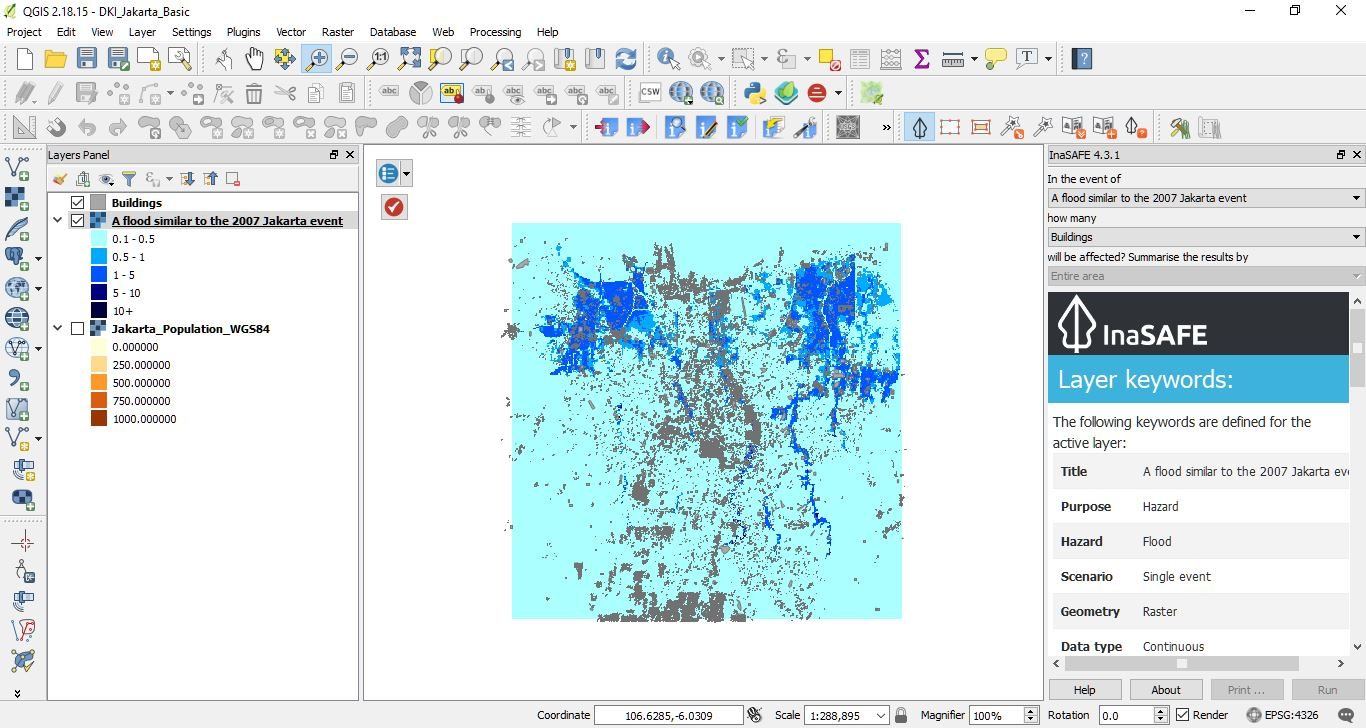 QGIS 2.18.15 - DKI_Jakarta_Basic
Project Edit View Layer Settings Plugins Vector Raster Database Web Processing Help
CSW
Layers Panel
Buildings
A flood similar to the 2007 Jakarta event
0.1 - 0.5
0.5 - 1
1 - 5
5 - 10
10+
Jakarta_Population_WGS84
0.000000
250.000000
500.000000
750.000000
1000.000000
InaSAFE 4.3.1
In the event of
A flood similar to the 2007 Jakarta event
how many
Buildings
will be affected? Summarise the results by
Entire area
InaSAFE
Layer keywords:
The following keywords are defined for the
active layer:
Title A flood similar to the 2007 Jakarta eve
Purpose Hazard
Hazard Flood
Scenario Single event
Geometry Raster
Data type Continuous
Help About Print ... Run
Coordinate 106.6285,-6.0309 Scale 1:288,895 Magnifier 100% Rotation 0.0 Render EPSG:4326